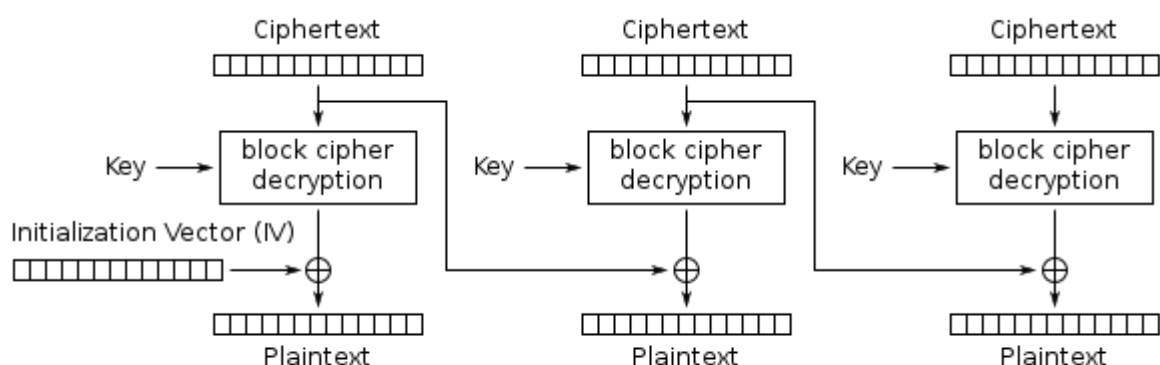 Ciphertext Ciphertext Ciphertext
block cipher decryption
Key
block cipher decryption
Key
block cipher decryption
Key
Initialization Vector (IV)
Plaintext Plaintext Plaintext